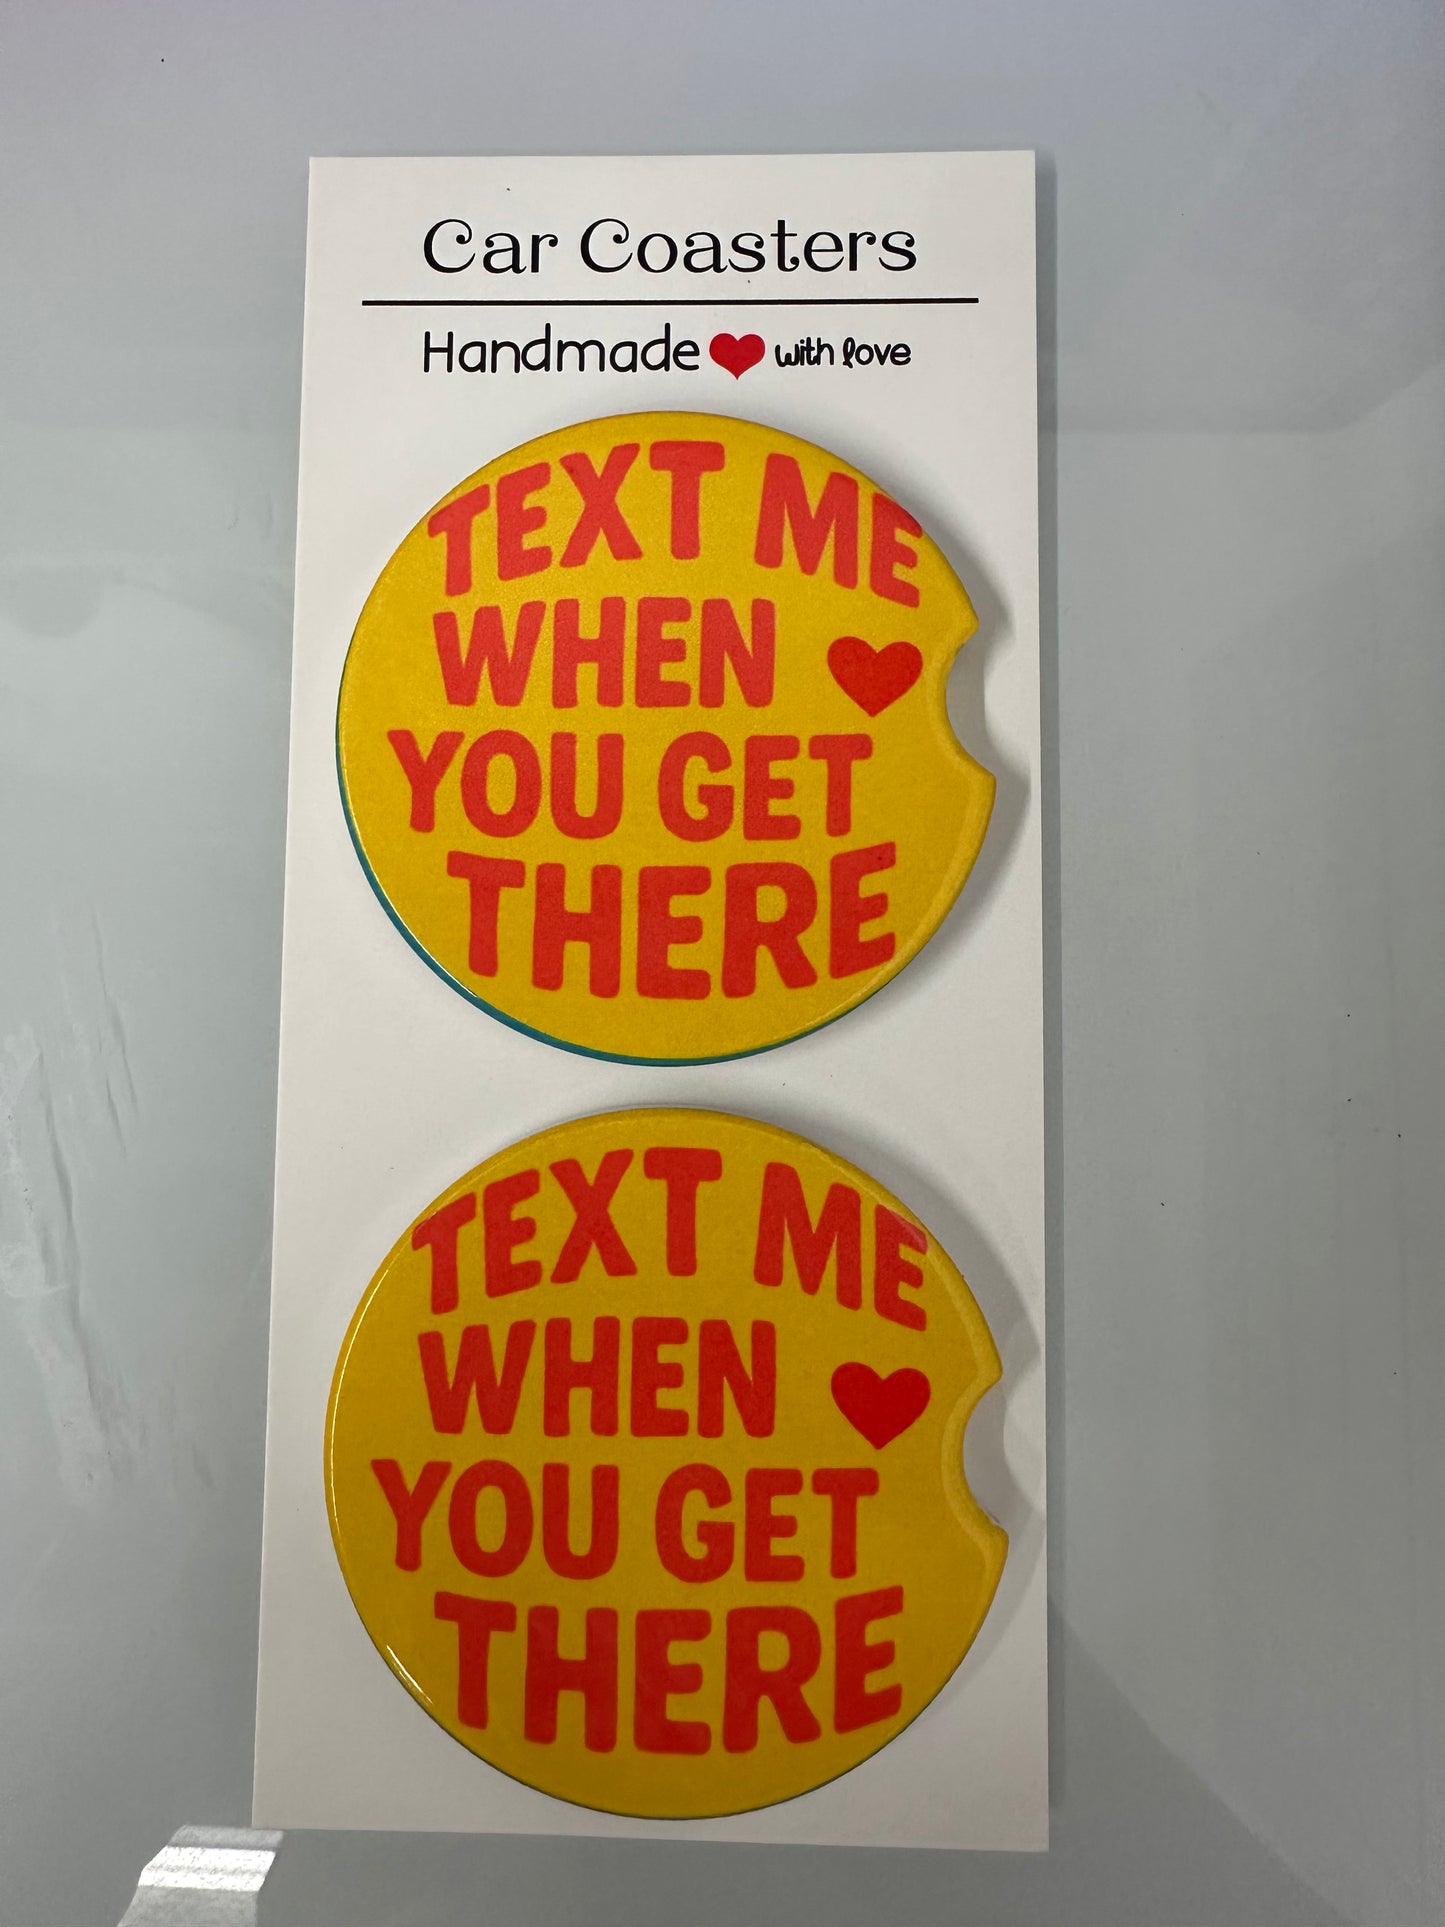 Car Coasters
Handmade with love
TEXT ME
WHEN
YOU GET
THERE
TEXT ME
WHEN
YOU GET
THERE